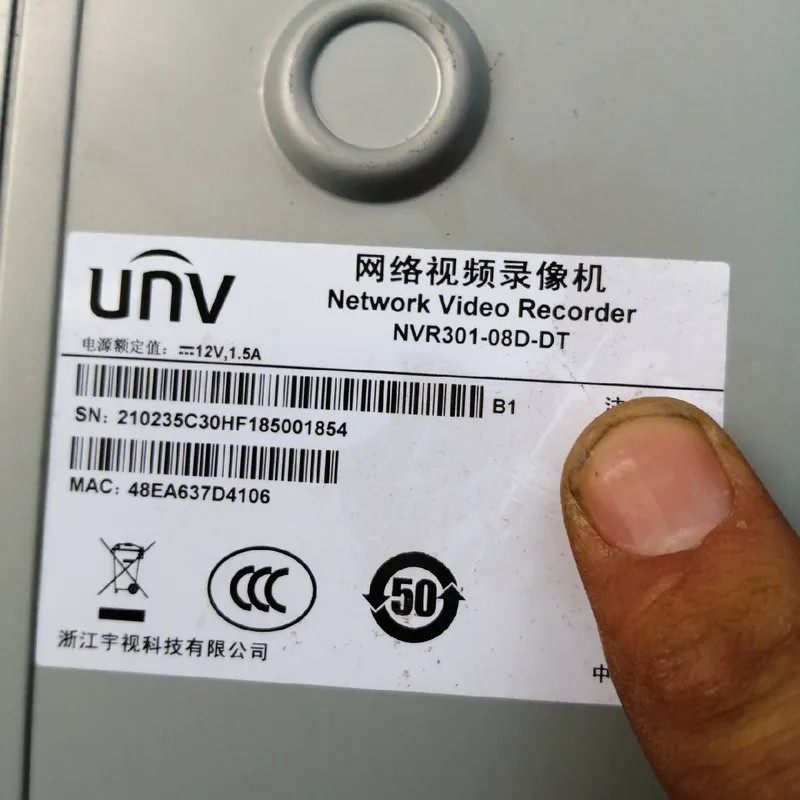 unv
网络视频录像机
Network Video Recorder
NVR301-08D-DT
电源额定值: ⎓12V,1.5A
B1
SN: 210235C30HF185001854
MAC: 48EA637D4106
CCC
50
浙江宇视科技有限公司
中